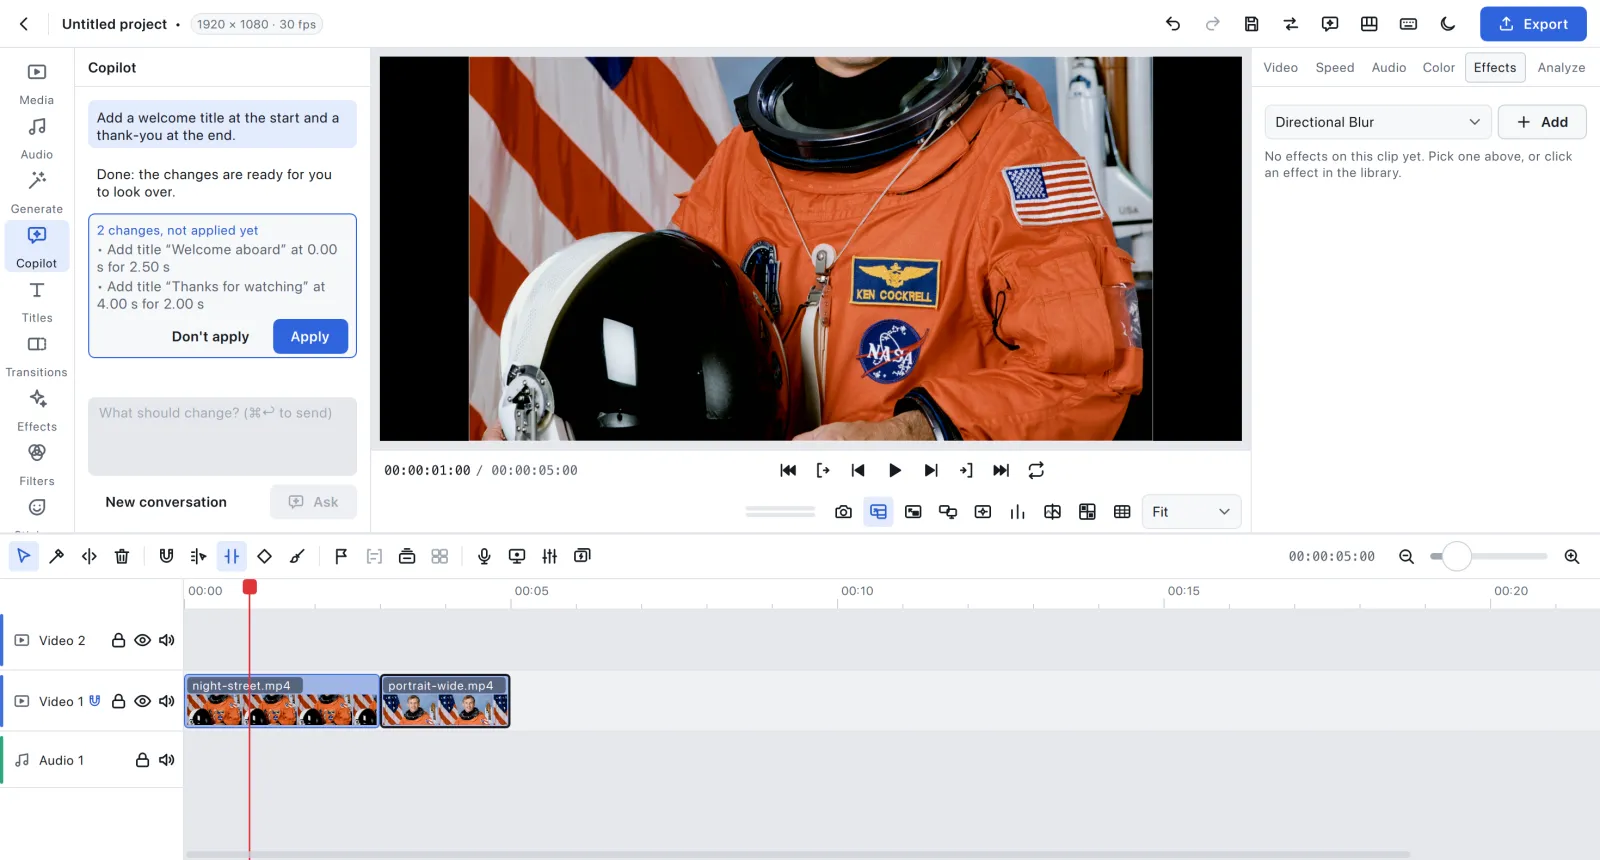 Untitled project •
1920 × 1080 · 30 fps
Export
Media
Audio
Generate
Copilot
Titles
Transitions
Effects
Filters
Copilot
Add a welcome title at the start and a
thank-you at the end.
Done: the changes are ready for you
to look over.
2 changes, not applied yet
• Add title “Welcome aboard” at 0.00
s for 2.50 s
• Add title “Thanks for watching” at
4.00 s for 2.00 s
Don't apply
Apply
What should change? (⌘↩ to send)
New conversation
Ask
USA
KEN COCKRELL
NASA
00:00:01:00 / 00:00:05:00
Fit
Video
Speed
Audio
Color
Effects
Analyze
Directional Blur
+ Add
No effects on this clip yet. Pick one above, or click
an effect in the library.
00:00:05:00
00:00
00:05
00:10
00:15
00:20
Video 2
Video 1
night-street.mp4
portrait-wide.mp4
Audio 1